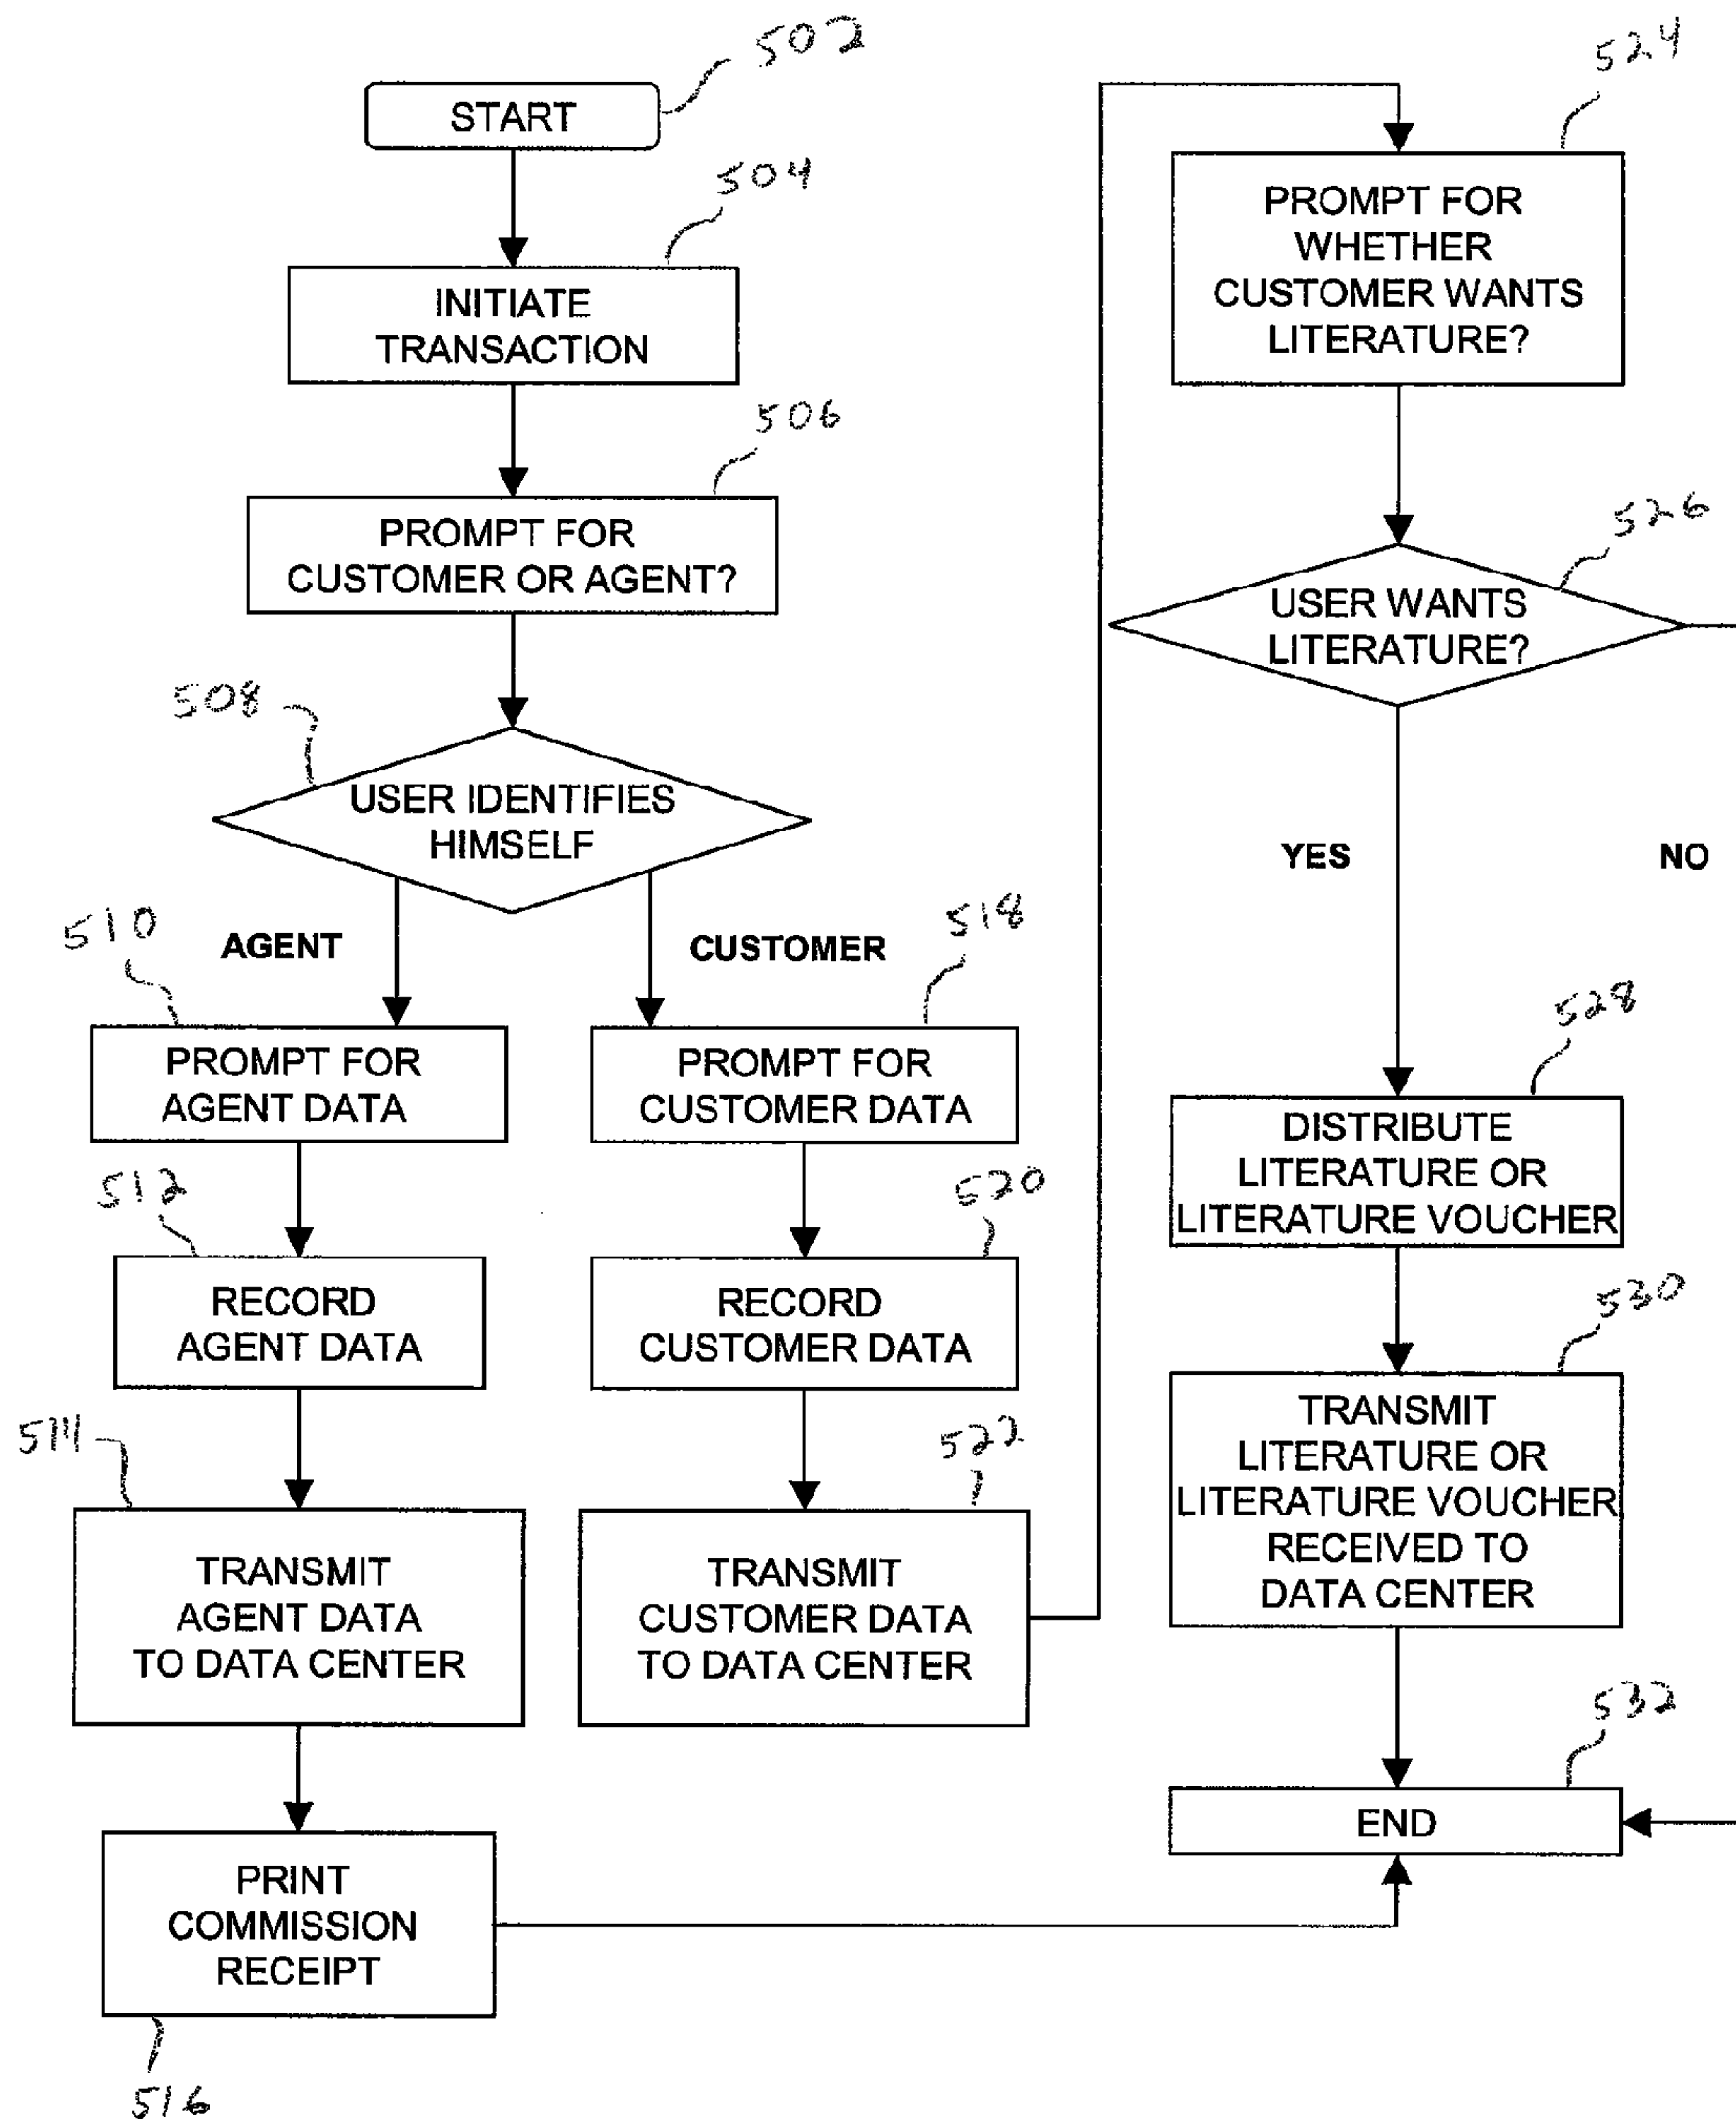 502
START
504
INITIATE
TRANSACTION
506
PROMPT FOR
CUSTOMER OR AGENT?
508
USER IDENTIFIES
HIMSELF
510
AGENT
CUSTOMER
518
PROMPT FOR
AGENT DATA
PROMPT FOR
CUSTOMER DATA
512
520
RECORD
AGENT DATA
RECORD
CUSTOMER DATA
514
522
TRANSMIT
AGENT DATA
TO DATA CENTER
TRANSMIT
CUSTOMER DATA
TO DATA CENTER
PRINT
COMMISSION
RECEIPT
516
524
PROMPT FOR
WHETHER
CUSTOMER WANTS
LITERATURE?
526
USER WANTS
LITERATURE?
YES
NO
528
DISTRIBUTE
LITERATURE OR
LITERATURE VOUCHER
530
TRANSMIT
LITERATURE OR
LITERATURE VOUCHER
RECEIVED TO
DATA CENTER
532
END